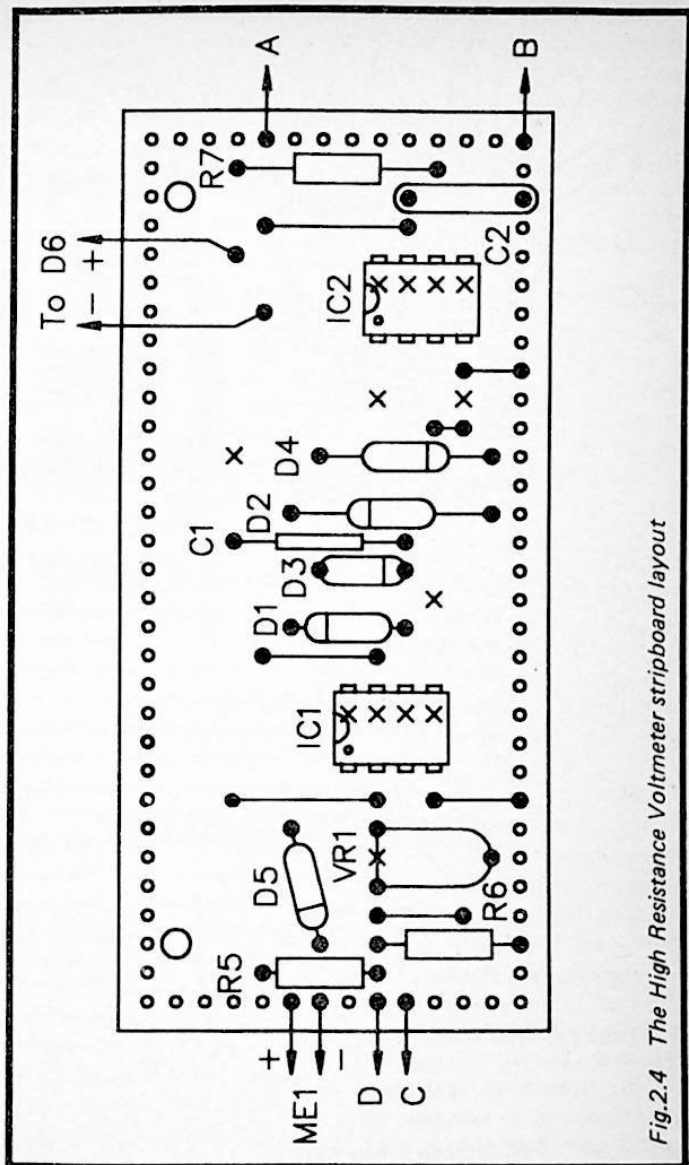 To D6
− +
A
B
R7
C2
IC2
D4
D2
C1
D3
D1
IC1
VR1
D5
R6
R5
+
ME1
−
D
C
Fig.2.4 The High Resistance Voltmeter stripboard layout